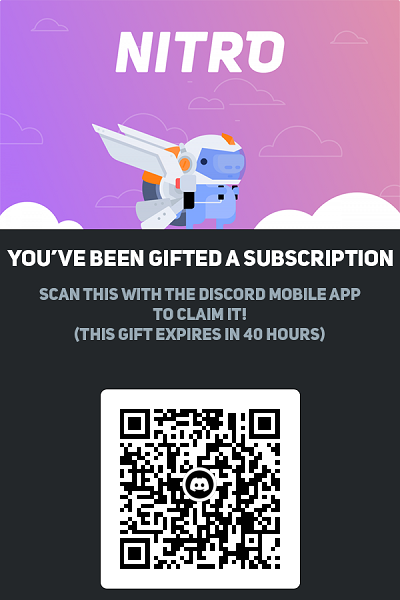 NITRO
YOU'VE BEEN GIFTED A SUBSCRIPTION
SCAN THIS WITH THE DISCORD MOBILE APP
TO CLAIM IT!
(THIS GIFT EXPIRES IN 40 HOURS)